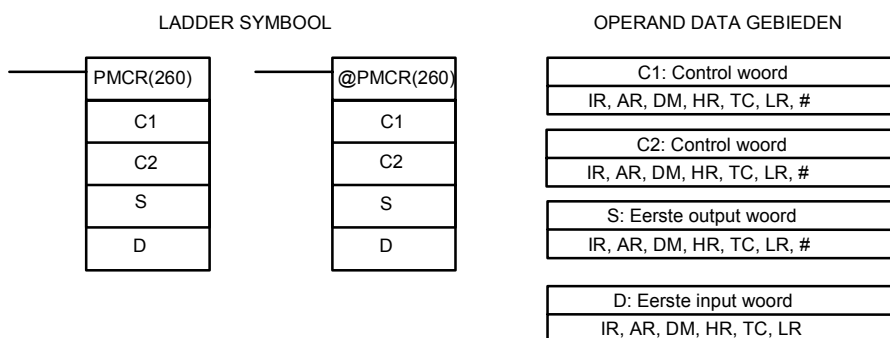 LADDER SYMBOOL
OPERAND DATA GEBIEDEN
PMCR(260)
C1
C2
S
D
@PMCR(260)
C1
C2
S
D
C1: Control woord
IR, AR, DM, HR, TC, LR, #
C2: Control woord
IR, AR, DM, HR, TC, LR, #
S: Eerste output woord
IR, AR, DM, HR, TC, LR, #
D: Eerste input woord
IR, AR, DM, HR, TC, LR